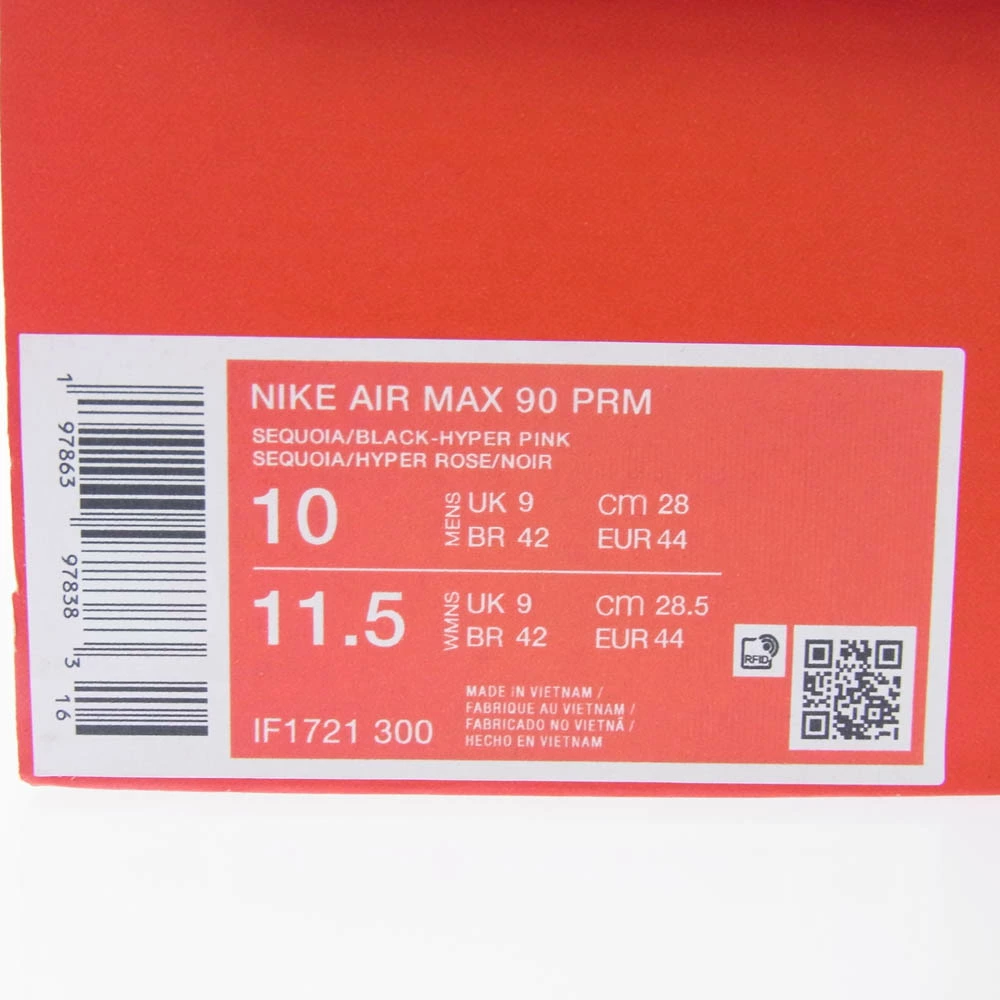 NIKE AIR MAX 90 PRM
SEQUOIA/BLACK-HYPER PINK
SEQUOIA/HYPER ROSE/NOIR
10
MENS
UK 9
cm 28
BR 42
EUR 44
11.5
WMNS
UK 9
cm 28.5
BR 42
EUR 44
IF1721 300
MADE IN VIETNAM /
FABRIQUE AU VIETNAM /
FABRICADO NO VIETNÃ /
HECHO EN VIETNAM
RFID
1 97863 97838 3 16